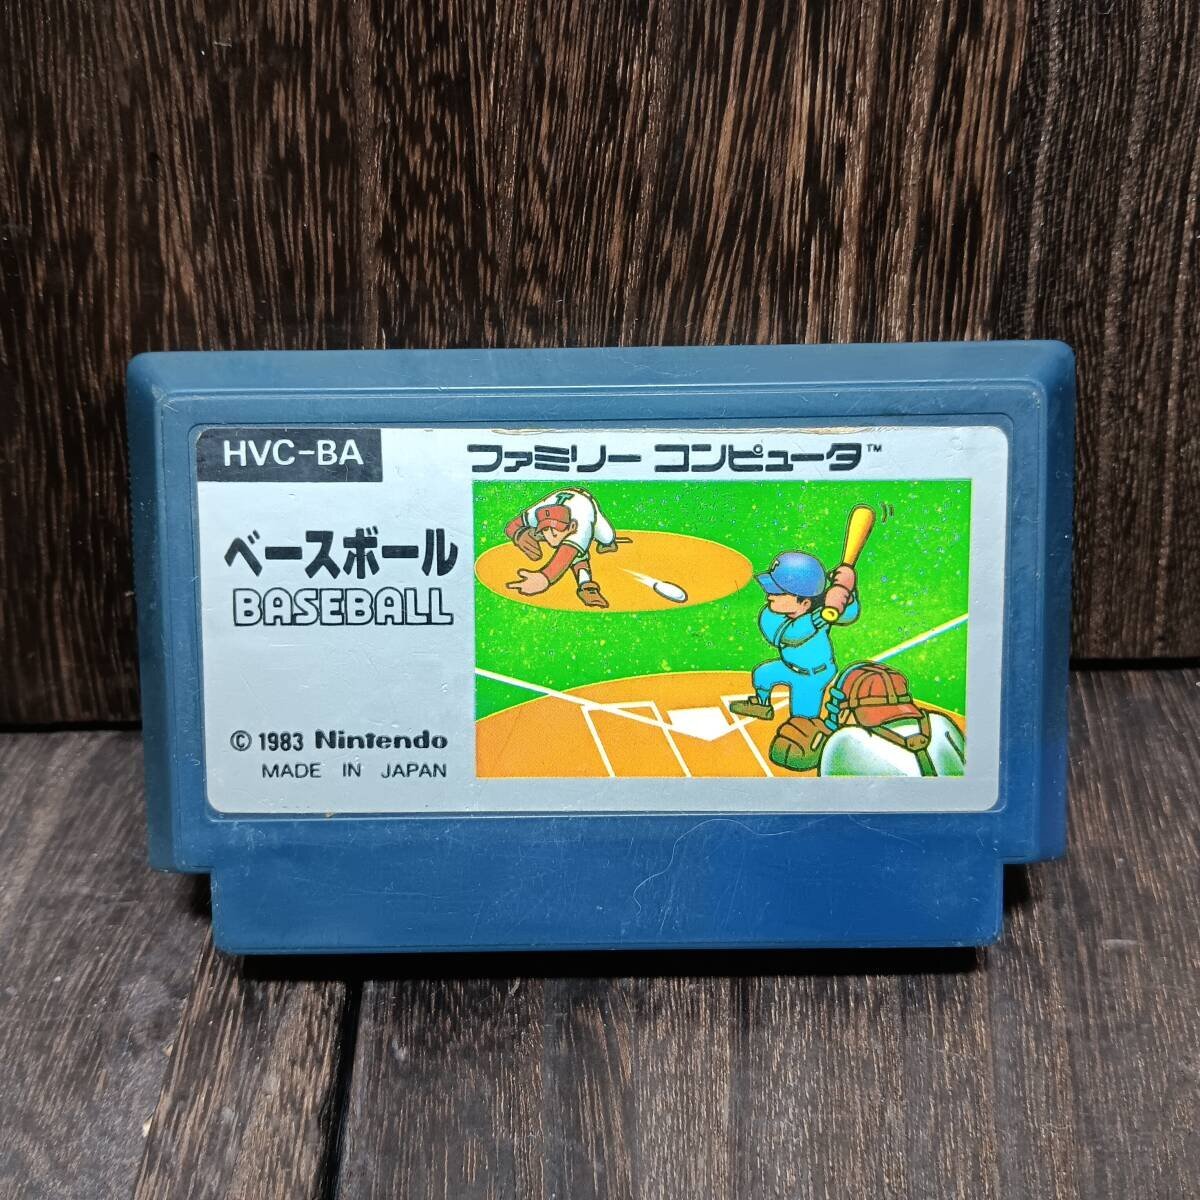 HVC-BA
ファミリー コンピュータ™
ベースボール
BASEBALL
© 1983 Nintendo
MADE IN JAPAN